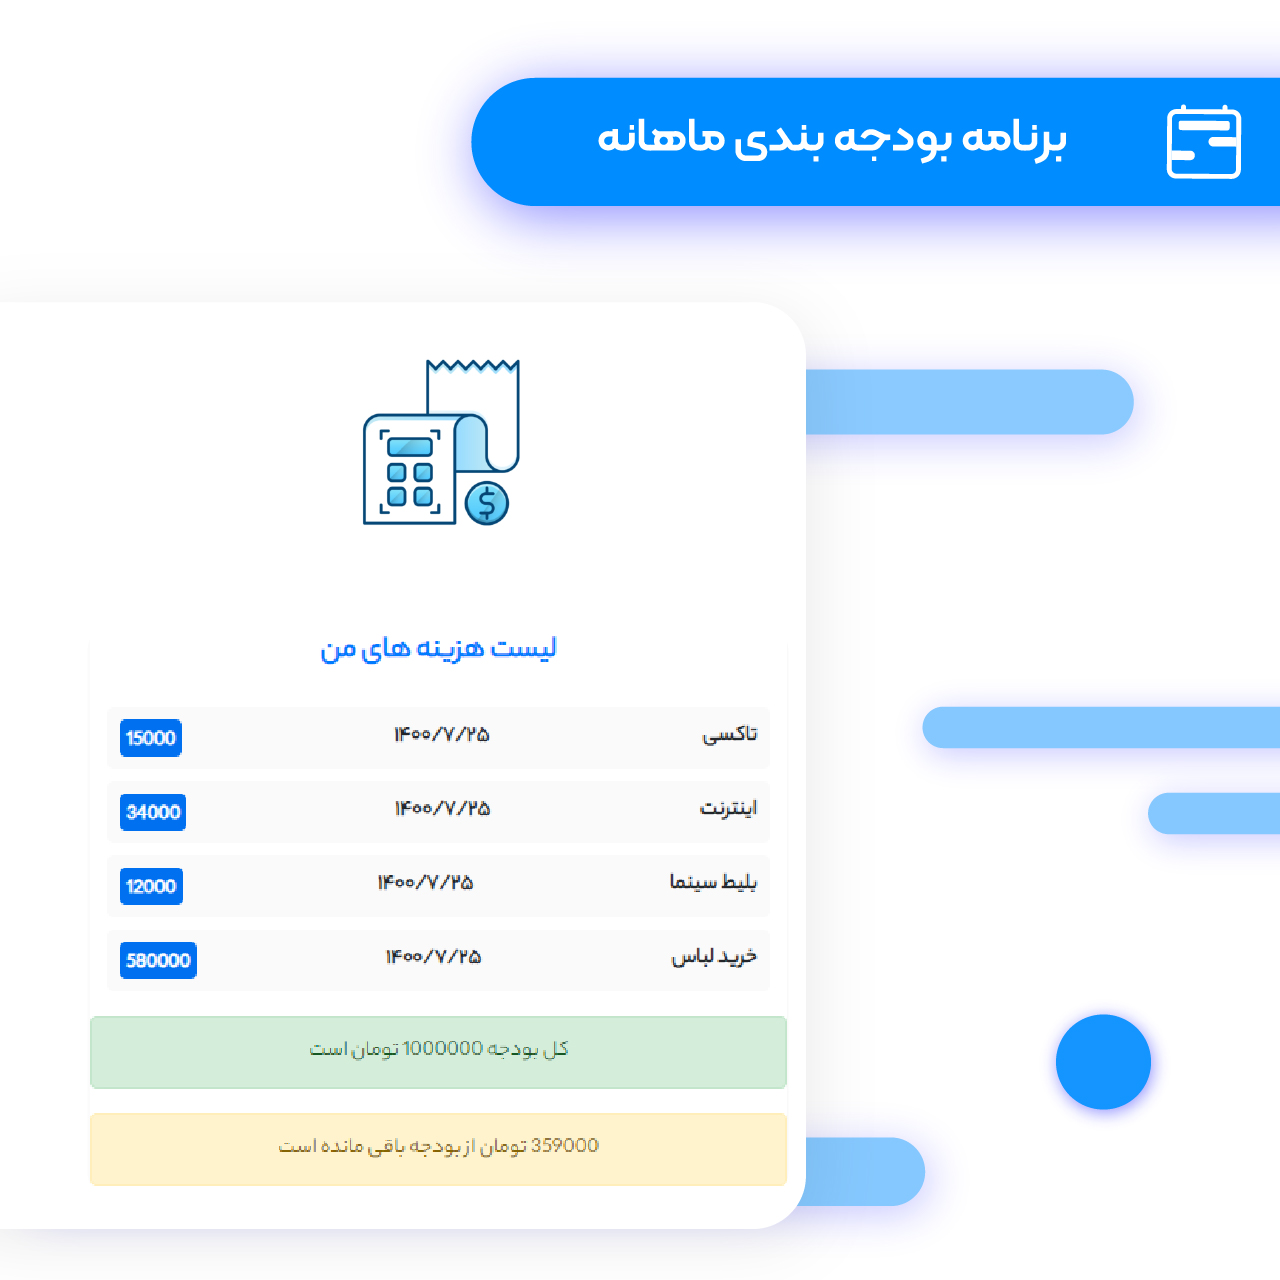 برنامه بودجه بندی ماهانه
$
لیست هزینه های من
تاکسی ۱۴۰۰/۷/۲۵ 15000
اینترنت ۱۴۰۰/۷/۲۵ 34000
بلیط سینما ۱۴۰۰/۷/۲۵ 12000
خرید لباس ۱۴۰۰/۷/۲۵ 580000
کل بودجه 1000000 تومان است
359000 تومان از بودجه باقی مانده است